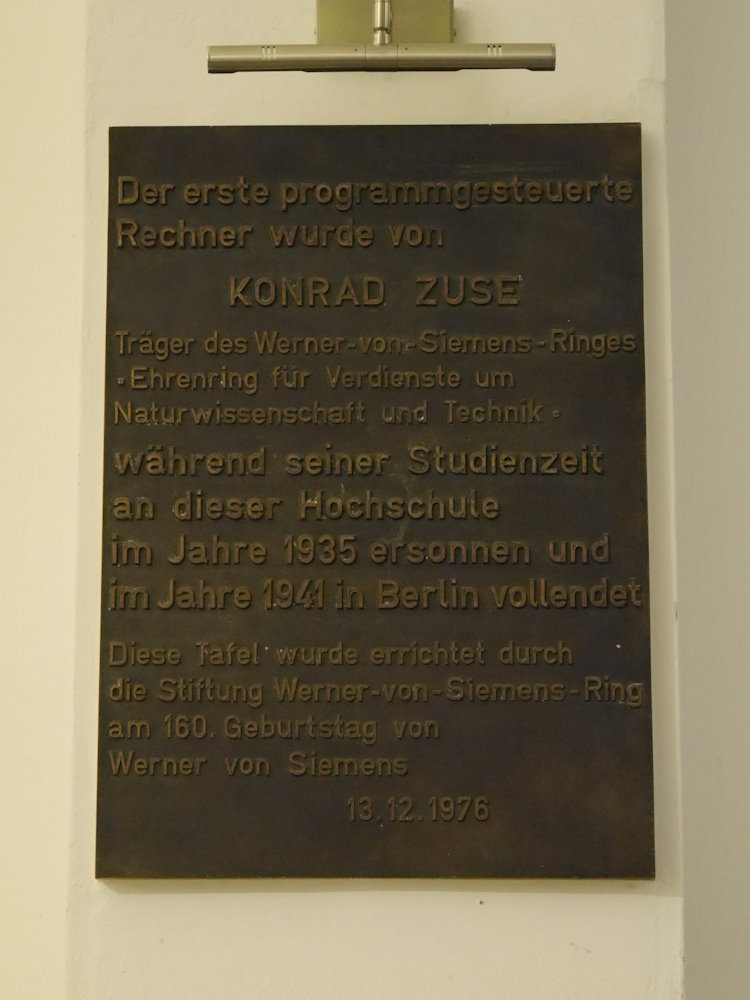 Der erste programmgesteuerte
Rechner wurde von
KONRAD ZUSE
Träger des Werner-von-Siemens-Ringes
•Ehrenring für Verdienste um
Naturwissenschaft und Technik•
während seiner Studienzeit
an dieser Hochschule
im Jahre 1935 ersonnen und
im Jahre 1941 in Berlin vollendet
Diese Tafel wurde errichtet durch
die Stiftung Werner-von-Siemens-Ring
am 160. Geburtstag von
Werner von Siemens
13.12.1976